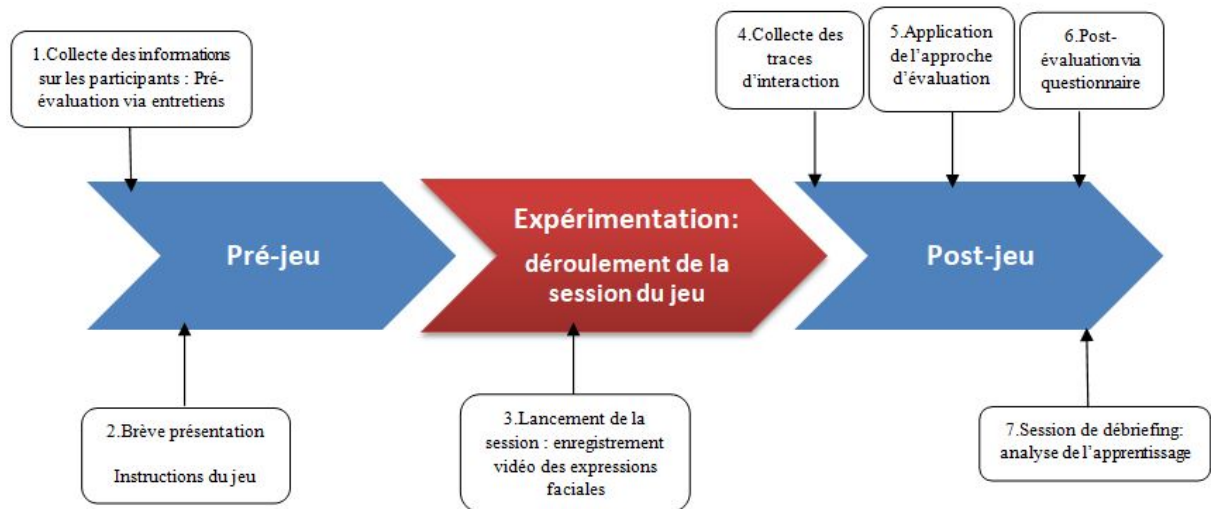 1.Collecte des informations
sur les participants : Pré-
évaluation via entretiens
4.Collecte des
traces
d'interaction
5.Application
de l'approche
d'évaluation
6.Post-
évaluation via
questionnaire
Pré-jeu
Expérimentation:
déroulement de la
session du jeu
Post-jeu
2.Brève présentation
Instructions du jeu
3.Lancement de la
session : enregistrement
vidéo des expressions
faciales
7.Session de débriefing:
analyse de l'apprentissage